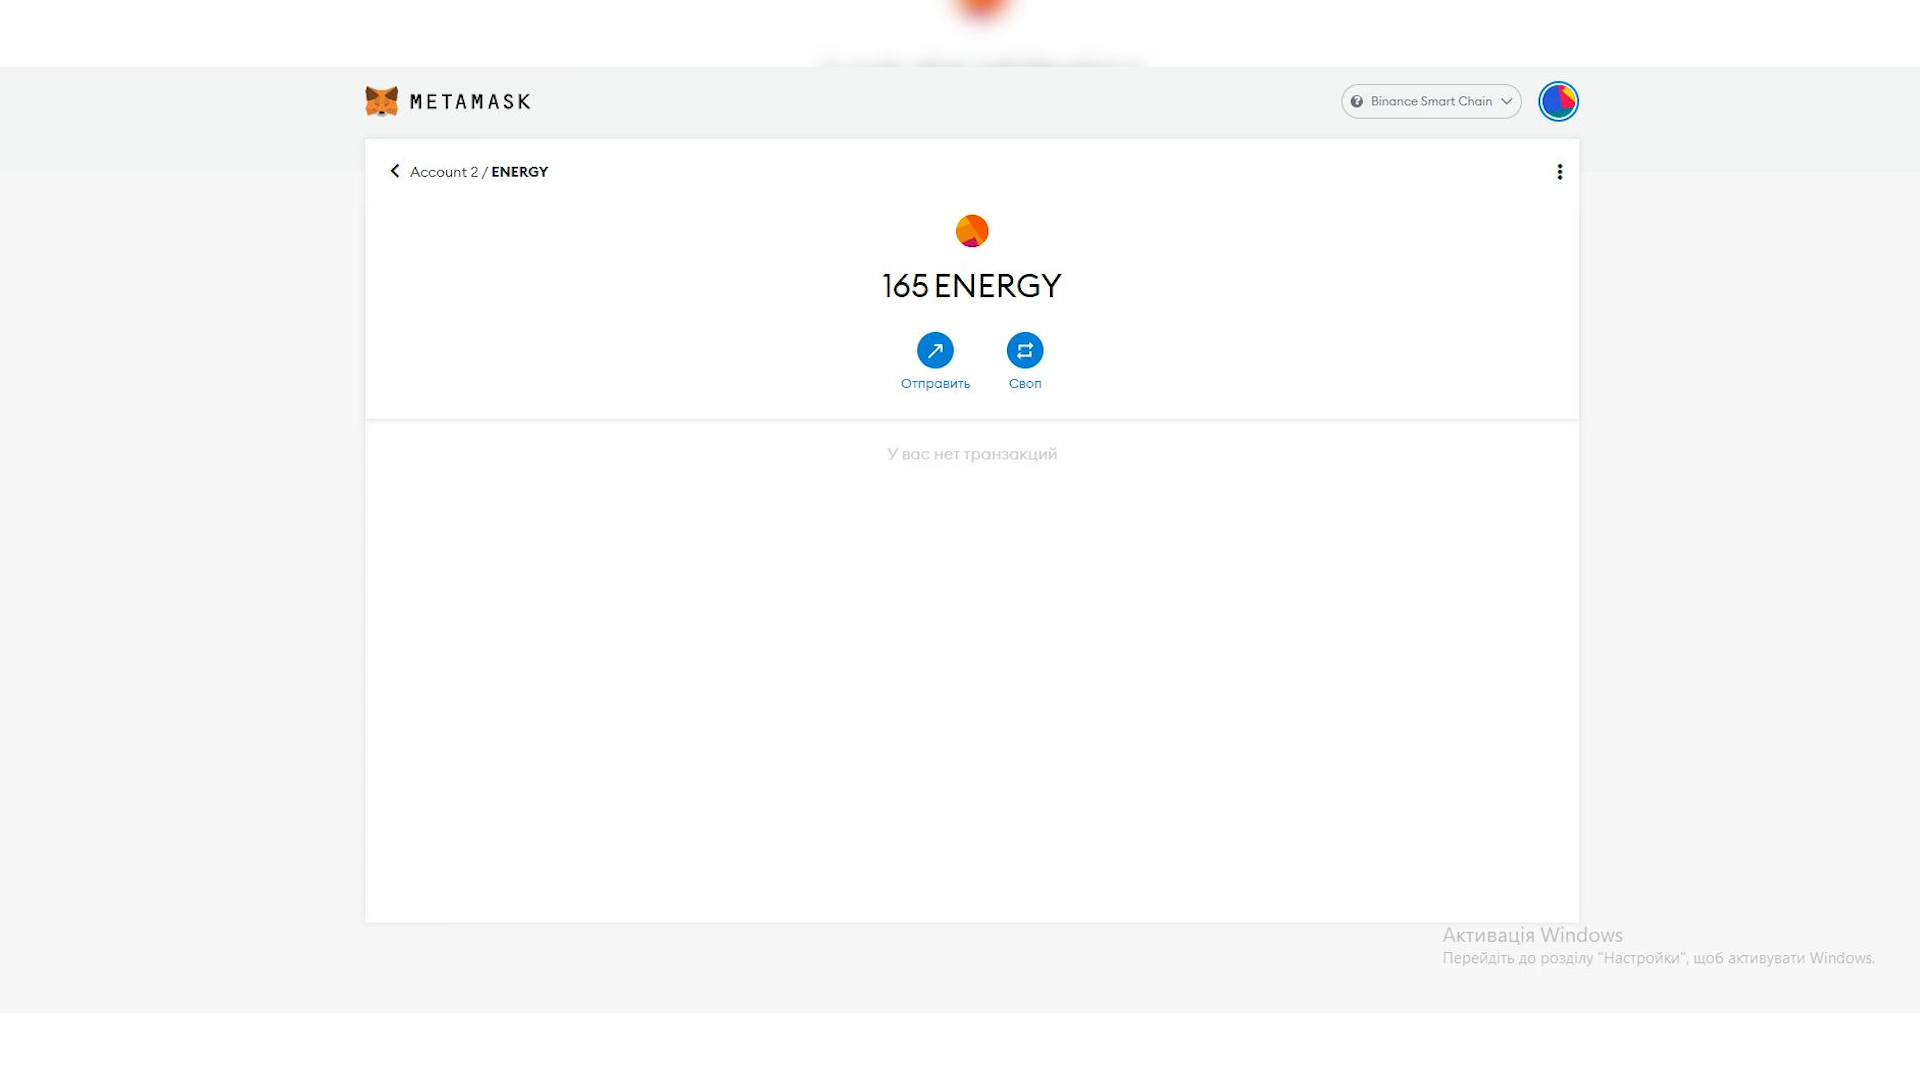 METAMASK
Binance Smart Chain
Account 2 / ENERGY
165 ENERGY
Отправить
Своп
У вас нет транзакций
Активація Windows
Перейдіть до розділу "Настройки", щоб активувати Windows.